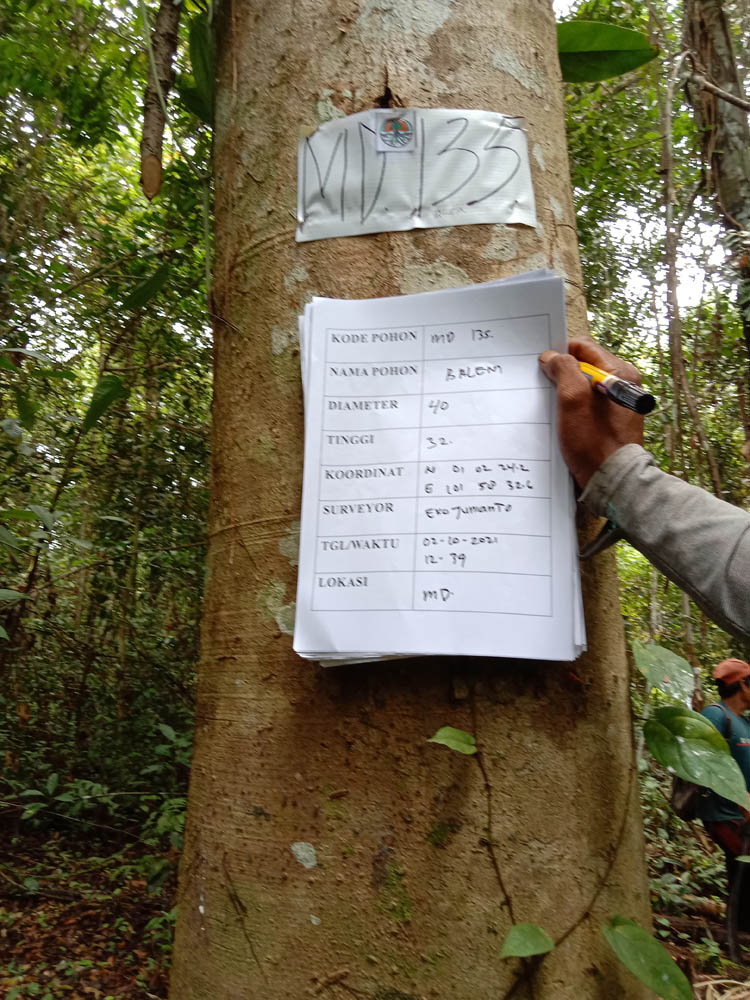 MD.135.
KODE POHON MD 135.
NAMA POHON BALEM
DIAMETER 40
TINGGI 32.
KOORDINAT N 01 02 24.2
E 101 58 32.6
SURVEYOR Eko Jumanto
TGL/WAKTU 02-10-2021
12-39
LOKASI MD.